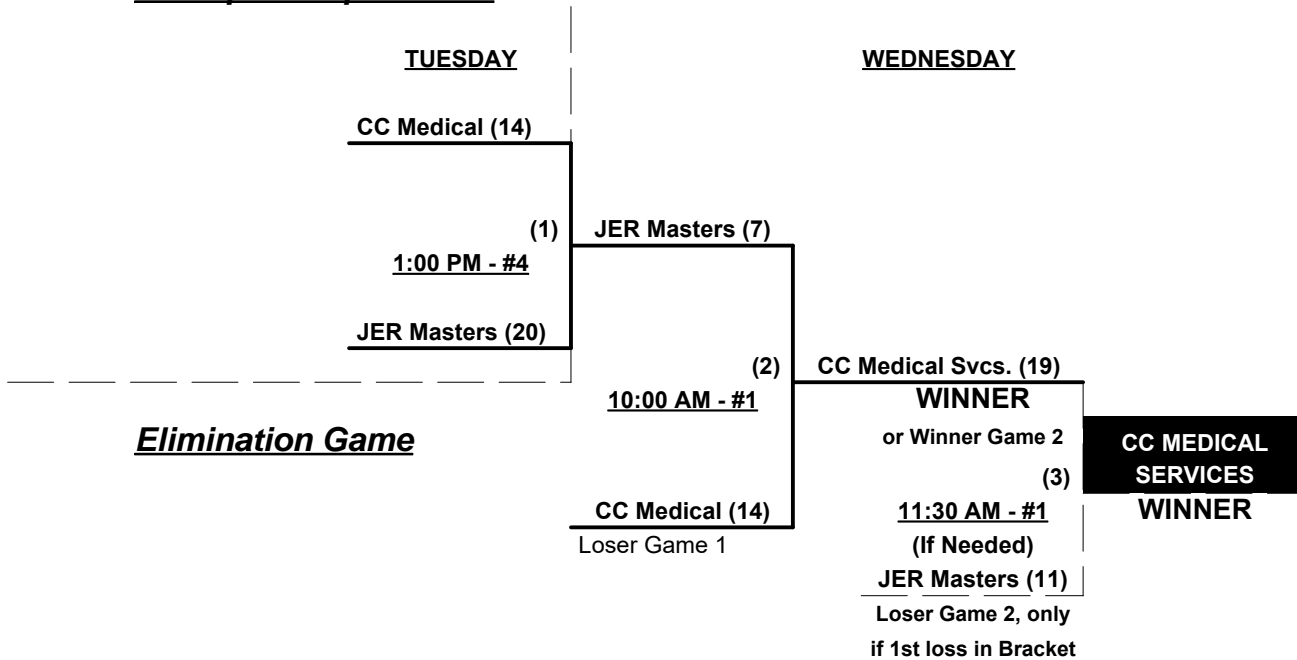 TUESDAY
WEDNESDAY
CC Medical (14)
(1)
JER Masters (7)
1:00 PM - #4
JER Masters (20)
(2)
CC Medical Svcs. (19)
10:00 AM - #1
WINNER
Elimination Game
or Winner Game 2
CC MEDICAL
SERVICES
(3)
CC Medical (14)
11:30 AM - #1
WINNER
Loser Game 1
(If Needed)
JER Masters (11)
Loser Game 2, only
if 1st loss in Bracket